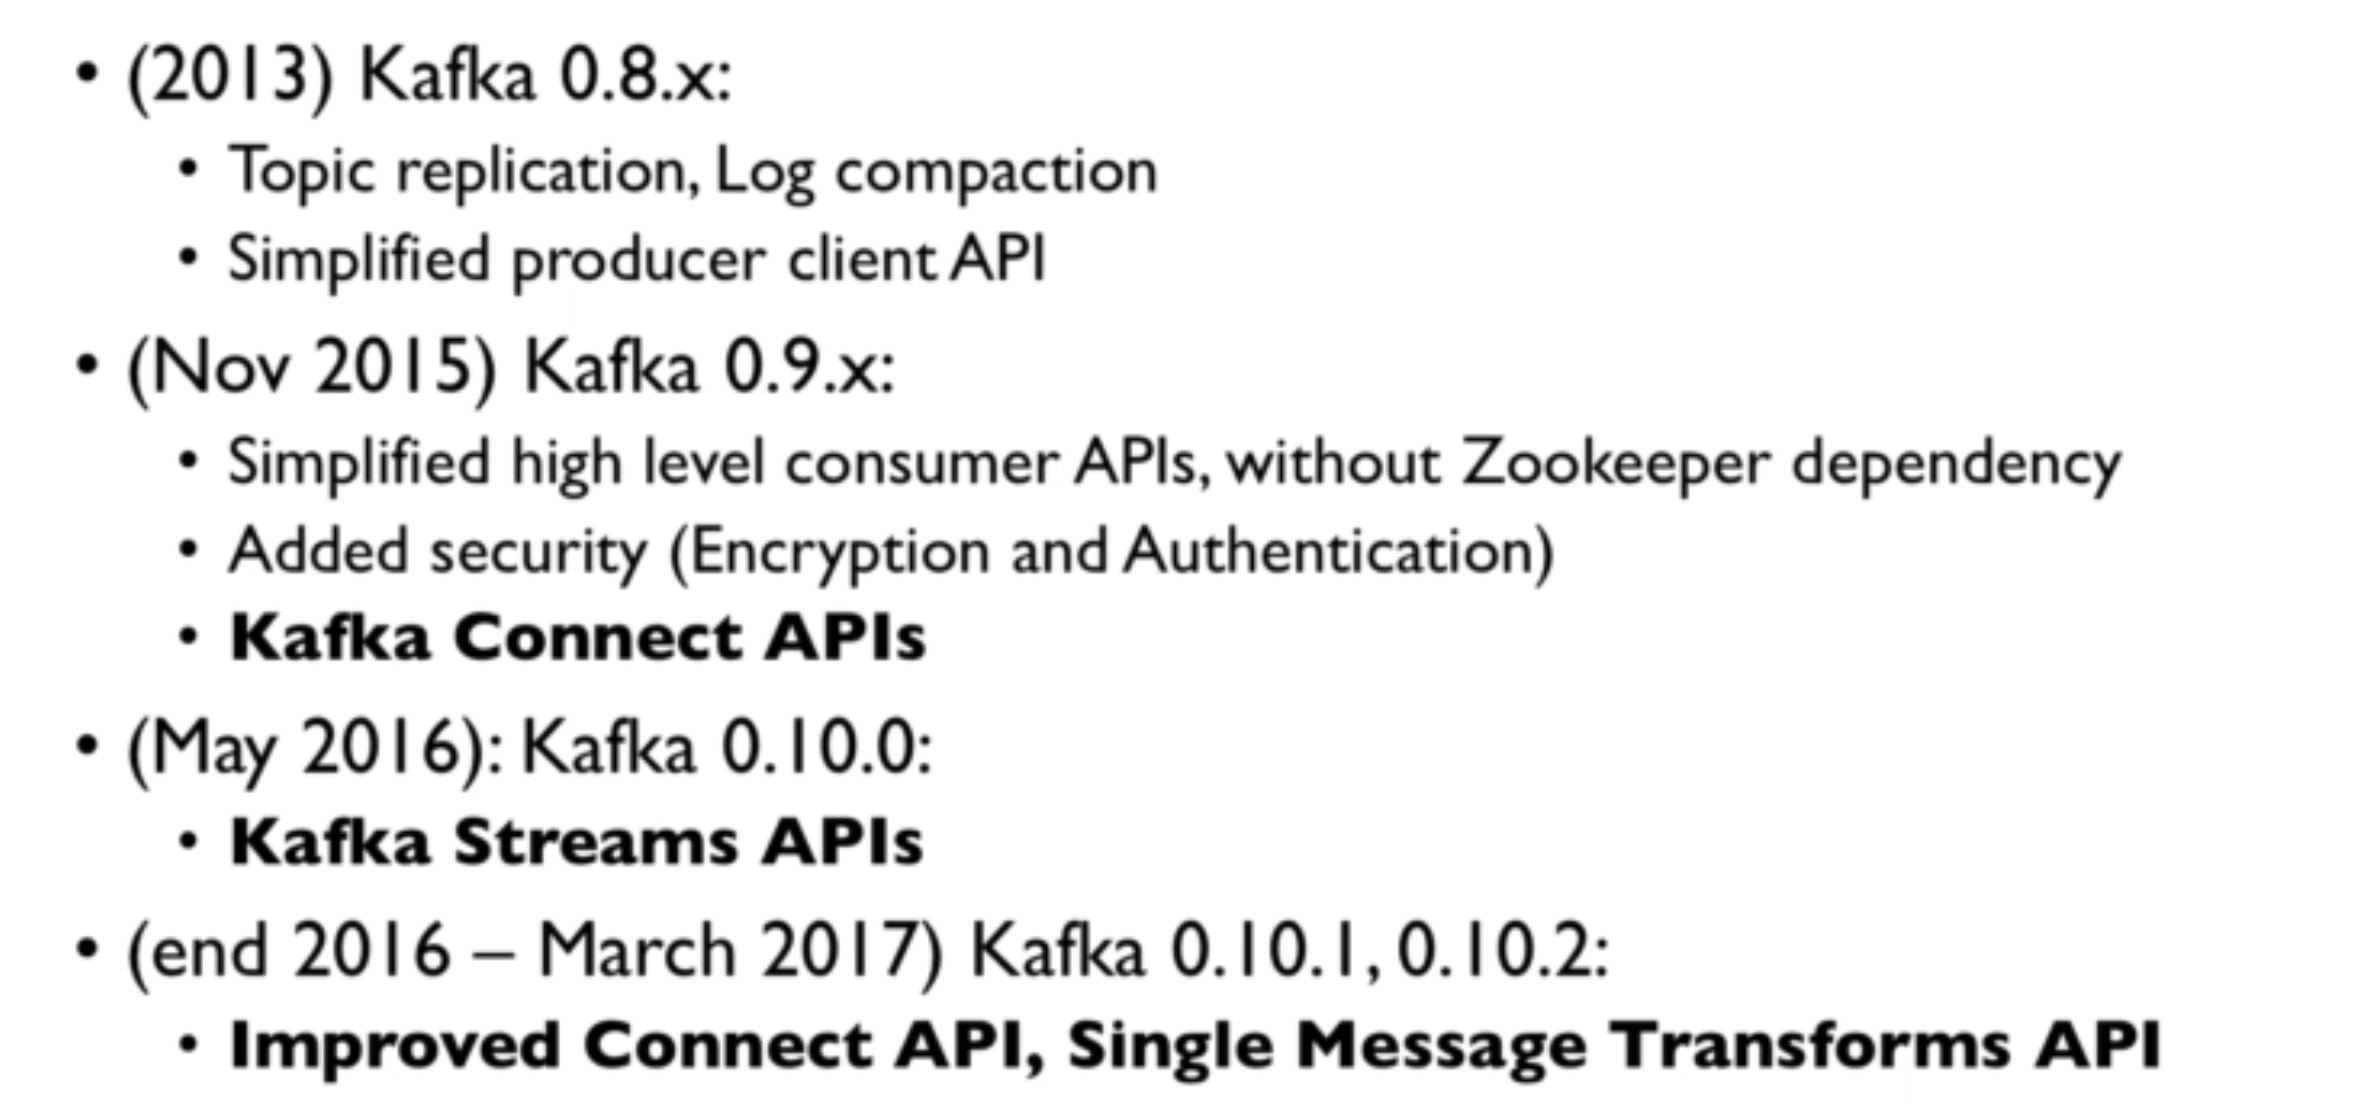 • (2013) Kafka 0.8.x:
• Topic replication, Log compaction
• Simplified producer client API
• (Nov 2015) Kafka 0.9.x:
• Simplified high level consumer APIs, without Zookeeper dependency
• Added security (Encryption and Authentication)
• Kafka Connect APIs
• (May 2016): Kafka 0.10.0:
• Kafka Streams APIs
• (end 2016 – March 2017) Kafka 0.10.1, 0.10.2:
• Improved Connect API, Single Message Transforms API